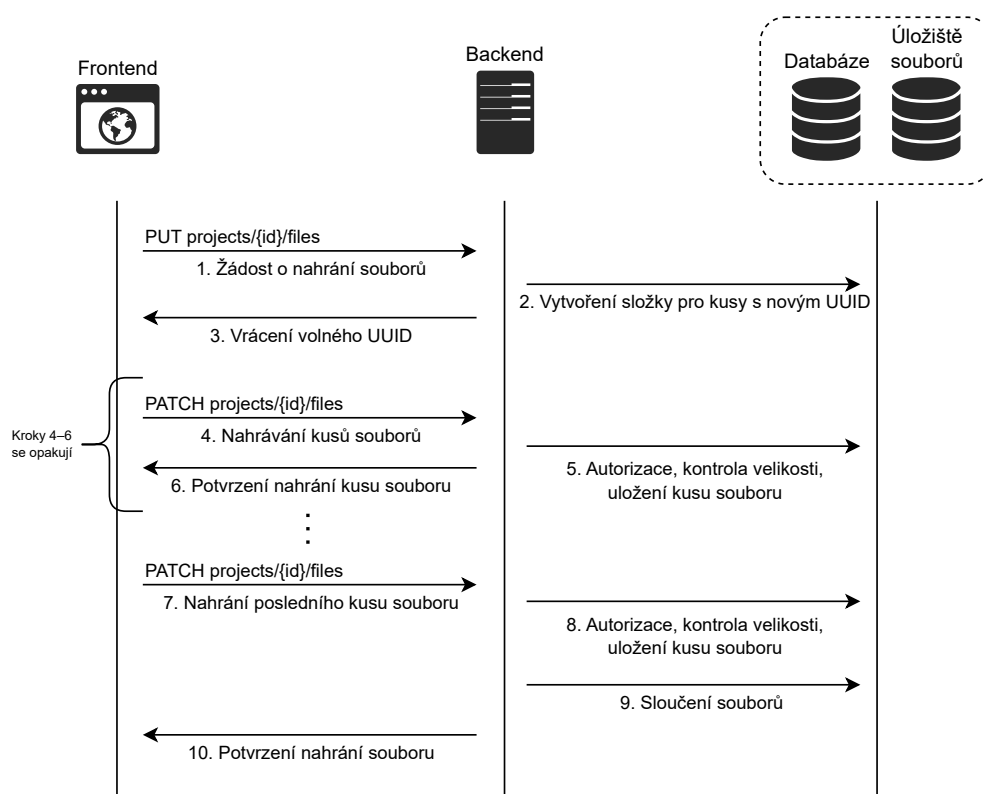 Frontend
Backend
Databáze
Úložiště
souborů
PUT projects/{id}/files
1. Žádost o nahrání souborů
2. Vytvoření složky pro kusy s novým UUID
3. Vrácení volného UUID
Kroky 4–6
se opakují
PATCH projects/{id}/files
4. Nahrávání kusů souborů
5. Autorizace, kontrola velikosti,
uložení kusu souboru
6. Potvrzení nahrání kusu souboru
PATCH projects/{id}/files
7. Nahrání posledního kusu souboru
8. Autorizace, kontrola velikosti,
uložení kusu souboru
9. Sloučení souborů
10. Potvrzení nahrání souboru